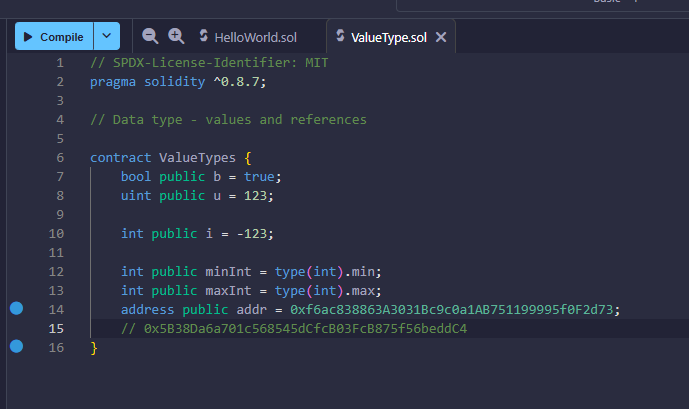 Compile
HelloWorld.sol
ValueType.sol
1 // SPDX-License-Identifier: MIT
2 pragma solidity ^0.8.7;
3
4 // Data type - values and references
5
6 contract ValueTypes {
7 bool public b = true;
8 uint public u = 123;
9
10 int public i = -123;
11
12 int public minInt = type(int).min;
13 int public maxInt = type(int).max;
14 address public addr = 0xf6ac838863A3031Bc9c0a1AB751199995f0F2d73;
15 // 0x5B38Da6a701c568545dCfcB03FcB875f56beddC4
16 }